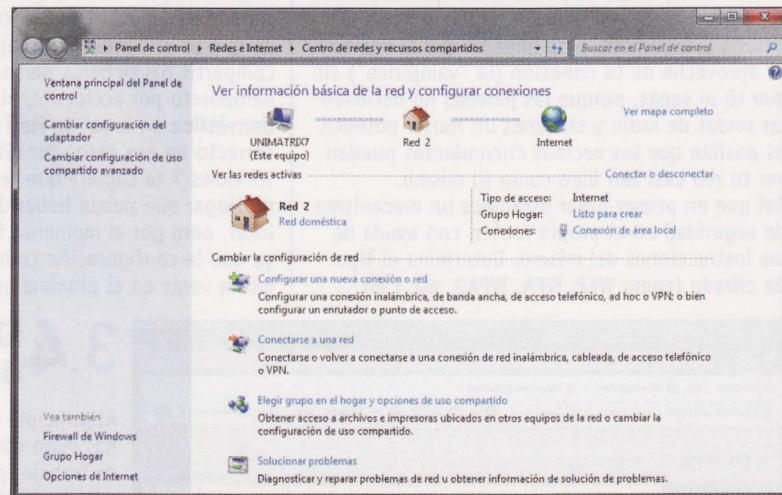 Panel de control ▸ Redes e Internet ▸ Centro de redes y recursos compartidos
Buscar en el Panel de control
Ventana principal del Panel de
control
Cambiar configuración del
adaptador
Cambiar configuración de uso
compartido avanzado
Vea también
Firewall de Windows
Grupo Hogar
Opciones de Internet
Ver información básica de la red y configurar conexiones
Ver mapa completo
UNIMATRIX7
(Este equipo)
Red 2
Internet
Ver las redes activas
Conectar o desconectar
Red 2
Red doméstica
Tipo de acceso: Internet
Grupo Hogar: Listo para crear
Conexiones: Conexión de área local
Cambiar la configuración de red
Configurar una nueva conexión o red
Configurar una conexión inalámbrica, de banda ancha, de acceso telefónico, ad hoc o VPN; o bien
configurar un enrutador o punto de acceso.
Conectarse a una red
Conectarse o volver a conectarse a una conexión de red inalámbrica, cableada, de acceso telefónico
o VPN.
Elegir grupo en el hogar y opciones de uso compartido
Obtener acceso a archivos e impresoras ubicados en otros equipos de la red o cambiar la
configuración de uso compartido.
Solucionar problemas
Diagnosticar y reparar problemas de red u obtener información de solución de problemas.